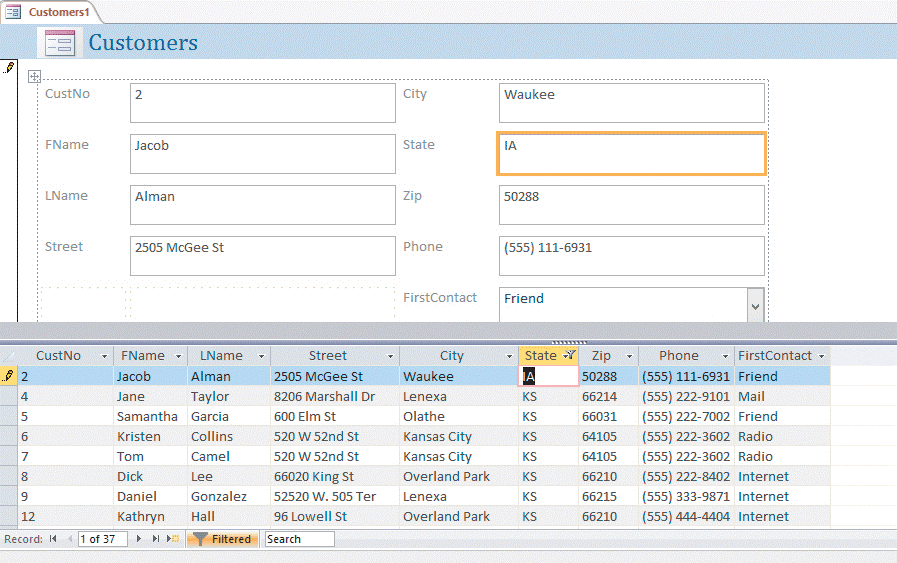 Customers1
Customers
CustNo 2 City Waukee
FName Jacob State IA
LName Alman Zip 50288
Street 2505 McGee St Phone (555) 111-6931
FirstContact Friend
CustNo FName LName Street City State Zip Phone FirstContact
2 Jacob Alman 2505 McGee St Waukee IA 50288 (555) 111-6931 Friend
4 Jane Taylor 8206 Marshall Dr Lenexa KS 66214 (555) 222-9101 Mail
5 Samantha Garcia 600 Elm St Olathe KS 66031 (555) 222-7002 Friend
6 Kristen Collins 520 W 52nd St Kansas City KS 64105 (555) 222-3602 Radio
7 Tom Camel 520 W 52nd St Kansas City KS 64105 (555) 222-3602 Radio
8 Dick Lee 66020 King St Overland Park KS 66210 (555) 222-8402 Internet
9 Daniel Gonzalez 52520 W. 505 Ter Lenexa KS 66215 (555) 333-9871 Internet
12 Kathryn Hall 96 Lowell St Overland Park KS 66210 (555) 444-4404 Internet
Record: 1 of 37 Filtered Search